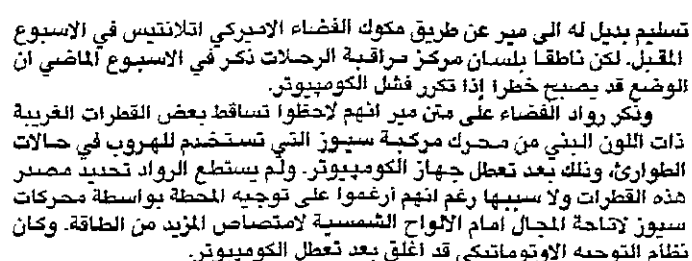 تسليم بديل له الى مير عن طريق مكوك الفضاء الاميركي اتلانتيس في الاسبوع
المقبل. لكن ناطقا بلسان مركز مراقبة الرحلات ذكر في الاسبوع الماضي ان
الوضع قد يصبح خطرا إذا تكرر فشل الكومبيوتر.
وذكر رواد الفضاء على متن مير انهم لاحظوا تساقط بعض القطرات الغريبة
ذات اللون البني من محرك مركبة سيوز التي تستخدم للهروب في حالات
الطوارئ، وذلك بعد تعطل جهاز الكومبيوتر. ولم يستطع الرواد تحديد مصدر
هذه القطرات ولا سببها رغم انهم أرغموا على توجيه المحطة بواسطة محركات
سيوز لاتاحة المجال امام الالواح الشمسية لامتصاص المزيد من الطاقة. وكان
نظام التوجيه الاوتوماتيكي قد أغلق بعد تعطل الكومبيوتر.